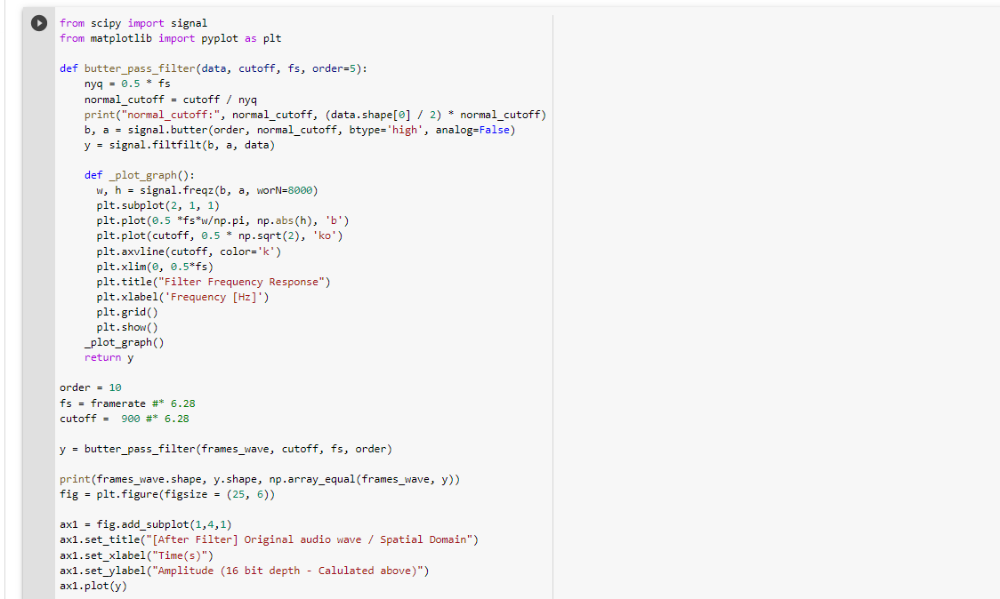 from scipy import signal
from matplotlib import pyplot as plt
def butter_pass_filter(data, cutoff, fs, order=5):
    nyq = 0.5 * fs
    normal_cutoff = cutoff / nyq
    print("normal_cutoff:", normal_cutoff, (data.shape[0] / 2) * normal_cutoff)
    b, a = signal.butter(order, normal_cutoff, btype='high', analog=False)
    y = signal.filtfilt(b, a, data)
    def _plot_graph():
      w, h = signal.freqz(b, a, worN=8000)
      plt.subplot(2, 1, 1)
      plt.plot(0.5 *fs*w/np.pi, np.abs(h), 'b')
      plt.plot(cutoff, 0.5 * np.sqrt(2), 'ko')
      plt.axvline(cutoff, color='k')
      plt.xlim(0, 0.5*fs)
      plt.title("Filter Frequency Response")
      plt.xlabel('Frequency [Hz]')
      plt.grid()
      plt.show()
    _plot_graph()
    return y
order = 10
fs = framerate #* 6.28
cutoff =  900 #* 6.28
y = butter_pass_filter(frames_wave, cutoff, fs, order)
print(frames_wave.shape, y.shape, np.array_equal(frames_wave, y))
fig = plt.figure(figsize = (25, 6))
ax1 = fig.add_subplot(1,4,1)
ax1.set_title("[After Filter] Original audio wave / Spatial Domain")
ax1.set_xlabel("Time(s)")
ax1.set_ylabel("Amplitude (16 bit depth - Calulated above)")
ax1.plot(y)